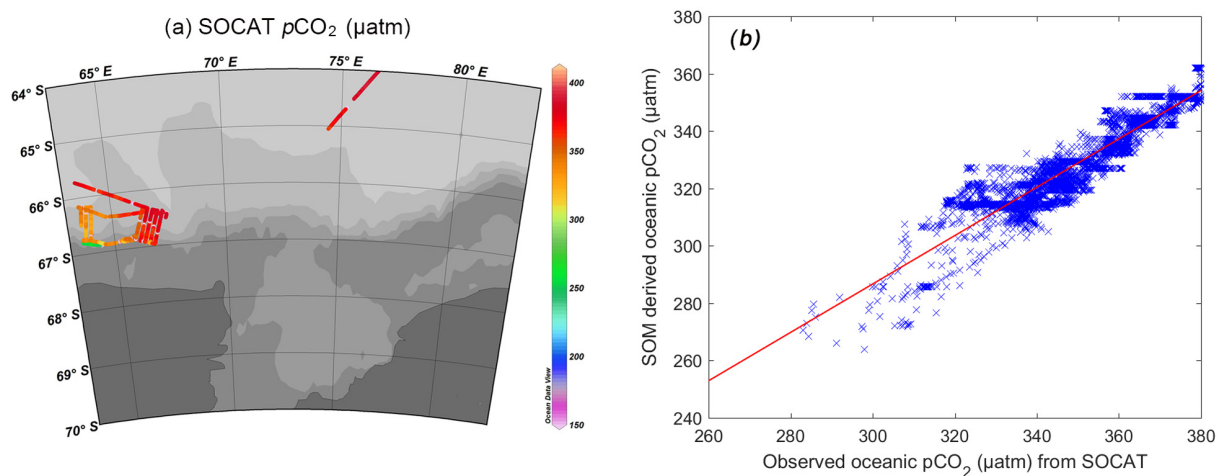 (a) SOCAT pCO₂ (µatm)
65° E
70° E
75° E
80° E
64° S
65° S
66° S
67° S
68° S
69° S
70° S
400
350
300
250
200
150
Ocean Data View
(b)
SOM derived oceanic pCO₂ (µatm)
380
360
340
320
300
280
260
240
260
280
300
320
340
360
380
Observed oceanic pCO₂ (µatm) from SOCAT